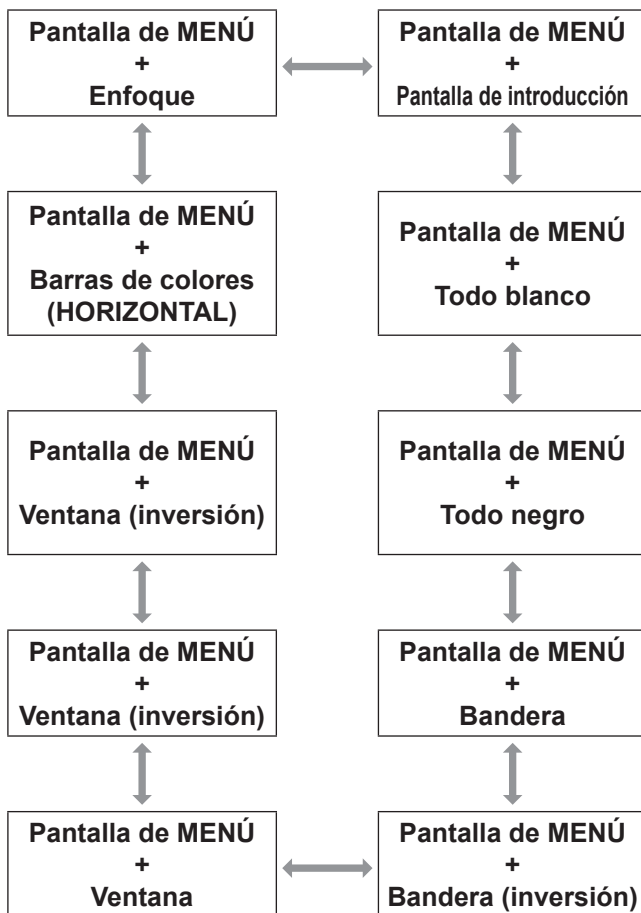 Pantalla de MENÚ
+
Enfoque
Pantalla de MENÚ
+
Pantalla de introducción
Pantalla de MENÚ
+
Barras de colores
(HORIZONTAL)
Pantalla de MENÚ
+
Todo blanco
Pantalla de MENÚ
+
Ventana (inversión)
Pantalla de MENÚ
+
Todo negro
Pantalla de MENÚ
+
Ventana (inversión)
Pantalla de MENÚ
+
Bandera
Pantalla de MENÚ
+
Ventana
Pantalla de MENÚ
+
Bandera (inversión)